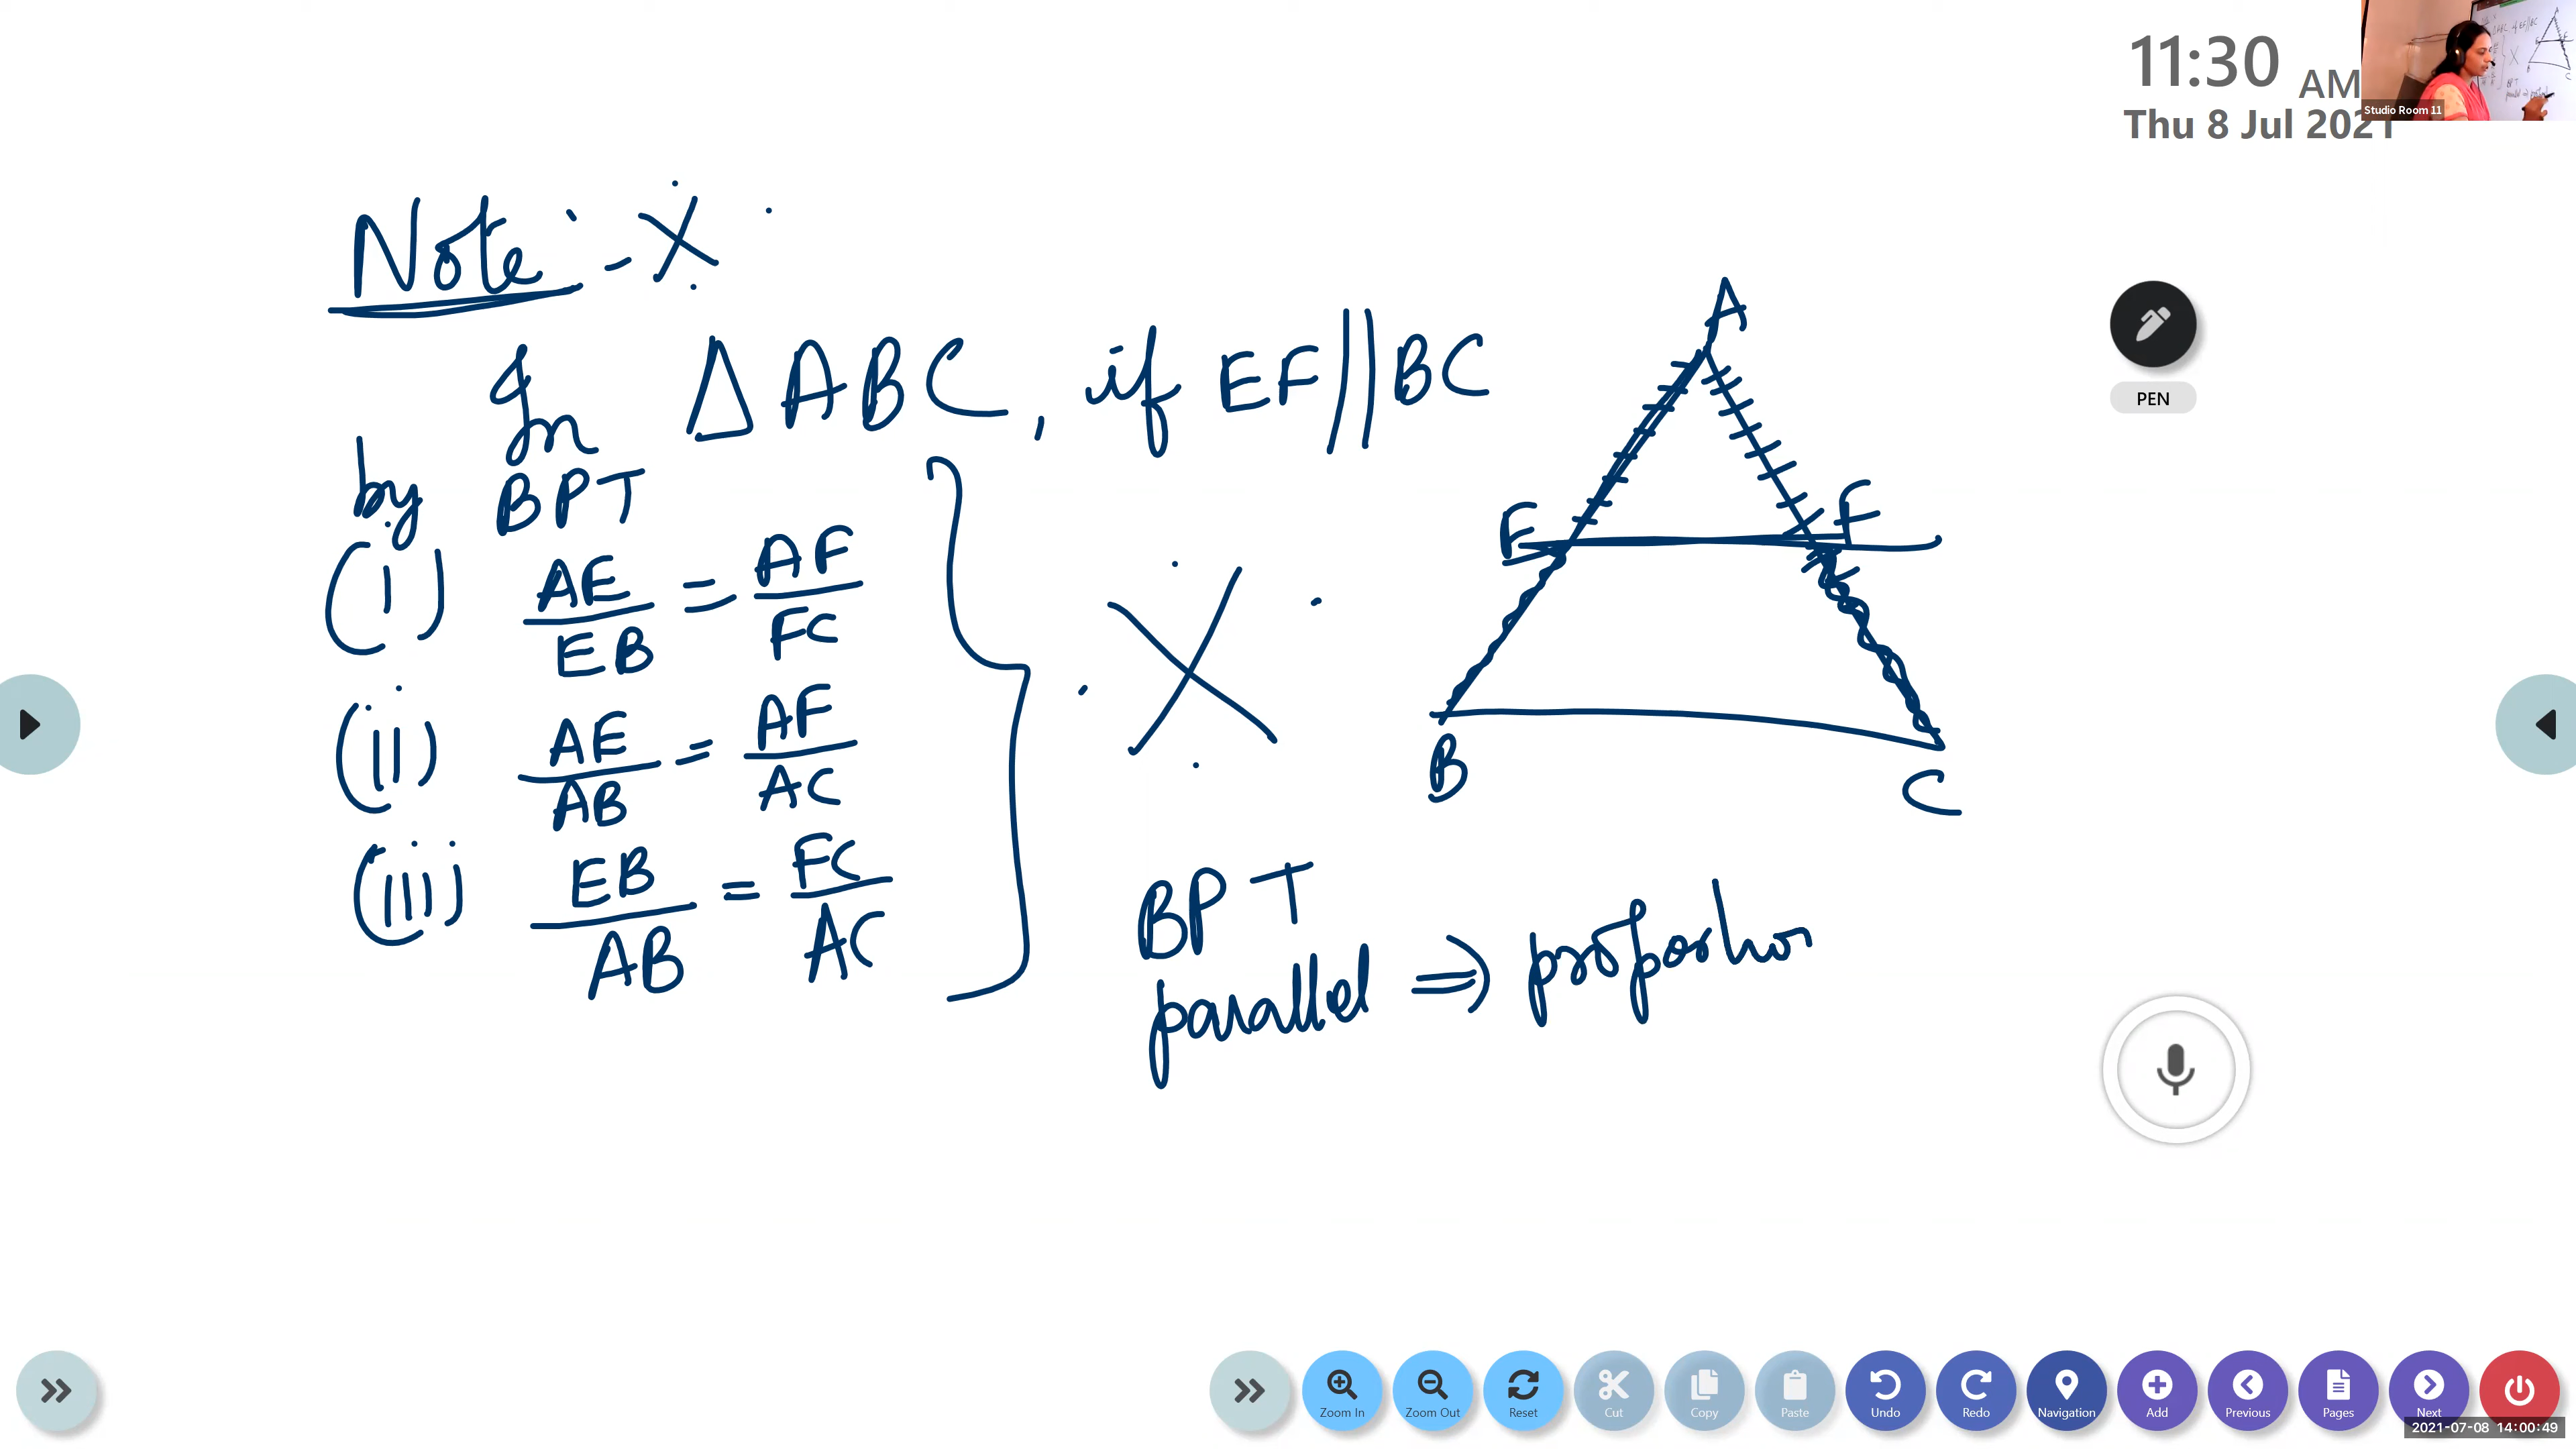 11:30 AM
Thu 8 Jul 2021
Studio Room 11
Note :-
In △ABC, if EF||BC
by BPT
(i) AE/EB = AF/FC
(ii) AE/AB = AF/AC
(iii) EB/AB = FC/AC
A
E F
B C
BPT
parallel ⇒ proportion
PEN
Zoom In Zoom Out Reset Cut Copy Paste Undo Redo Navigation Add Previous Pages Next
2021-07-08 14:00:49